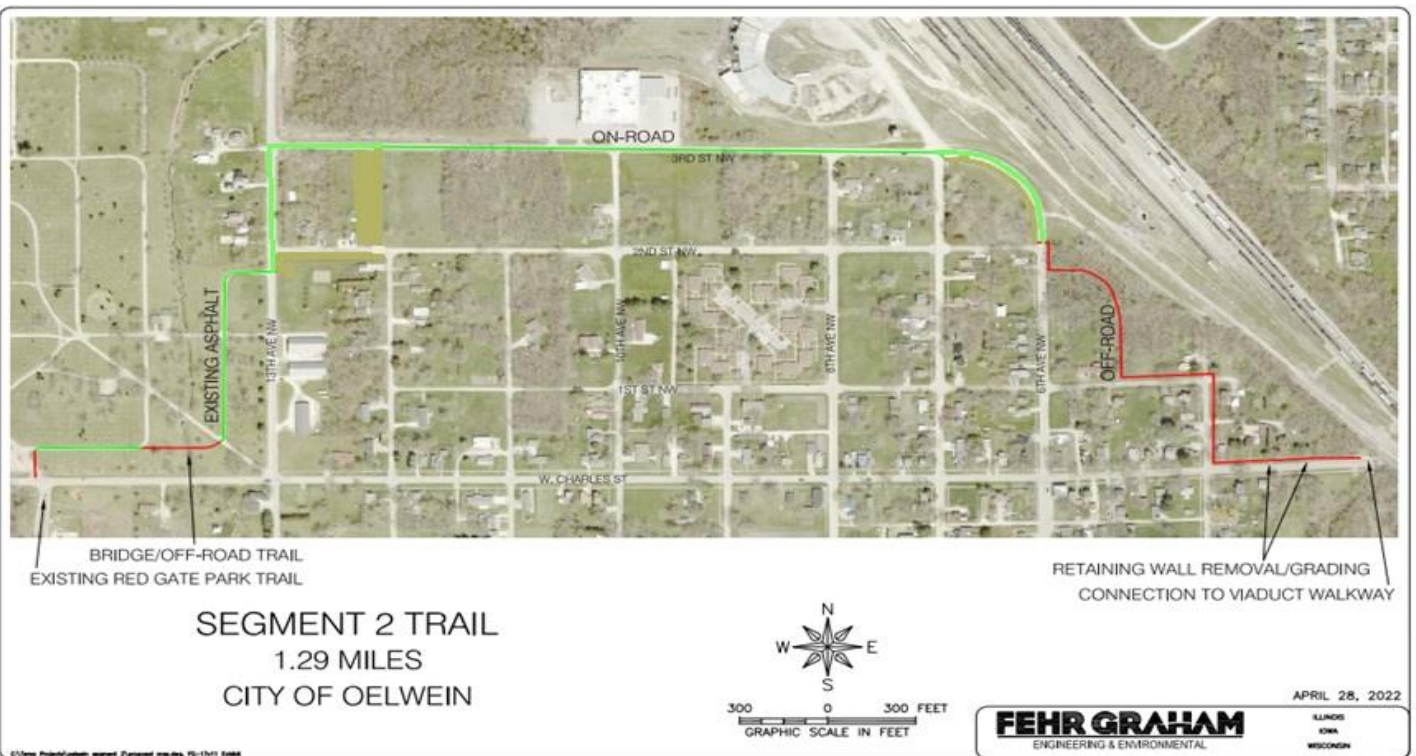 ON-ROAD
3RD ST NW
2ND ST NW
EXISTING ASPHALT
13TH AVE NW
10TH AVE NW
8TH AVE NW
6TH AVE NW
OFF-ROAD
1ST ST NW
W. CHARLES ST
BRIDGE/OFF-ROAD TRAIL
EXISTING RED GATE PARK TRAIL
RETAINING WALL REMOVAL/GRADING
CONNECTION TO VIADUCT WALKWAY
SEGMENT 2 TRAIL
1.29 MILES
CITY OF OELWEIN
N
W E
S
300 0 300 FEET
GRAPHIC SCALE IN FEET
APRIL 28, 2022
FEHR GRAHAM
ENGINEERING & ENVIRONMENTAL
ILLINOIS
IOWA
WISCONSIN